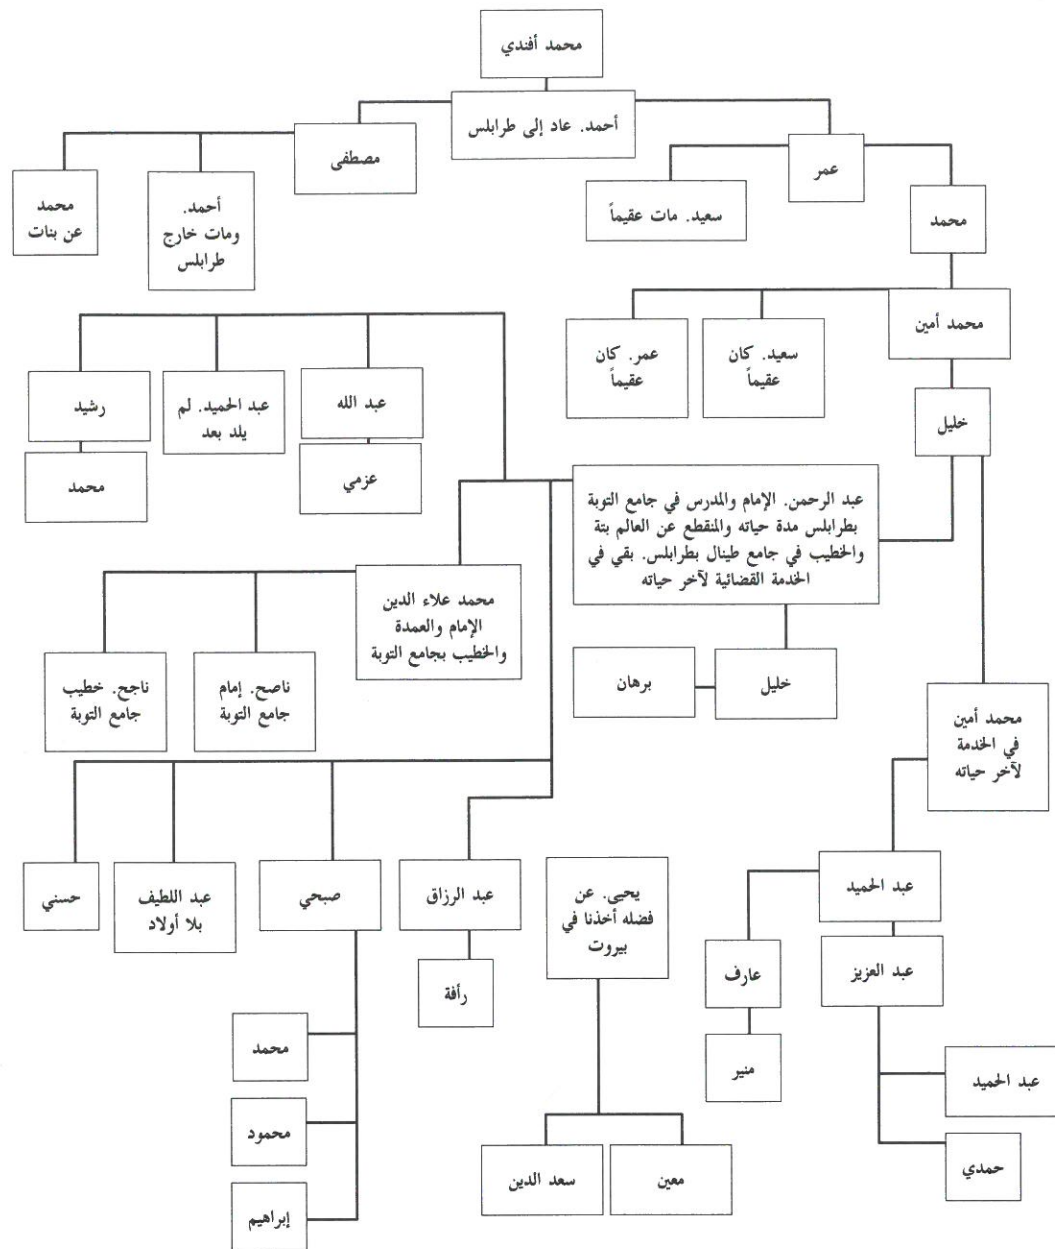 محمد أفندي
أحمد. عاد إلى طرابلس
مصطفى
عمر
محمد
عن بنات
أحمد.
ومات خارج
طرابلس
سعيد. مات عقيماً
محمد
محمد أمين
سعيد. كان
عقيماً
عمر. كان
عقيماً
خليل
عبد الله
عبد الحميد. لم
يلد بعد
رشيد
عزمي
محمد
عبد الرحمن. الإمام والمدرس في جامع التوبة
بطرابلس مدة حياته والمنقطع عن العالم بتة
والخطيب في جامع طينال بطرابلس. بقي في
الخدمة القضائية لآخر حياته
محمد علاء الدين
الإمام والعمدة
والخطيب بجامع التوبة
خليل
برهان
ناصح. إمام
جامع التوبة
ناجح. خطيب
جامع التوبة
محمد أمين
في الخدمة
لآخر حياته
عبد الحميد
يحيى. عن
فضله أخذنا في
بيروت
عبد الرزاق
صبحي
عبد اللطيف
بلا أولاد
حسني
عبد العزيز
عارف
رأفة
منير
محمد
عبد الحميد
محمود
حمدي
معين
سعد الدين
إبراهيم